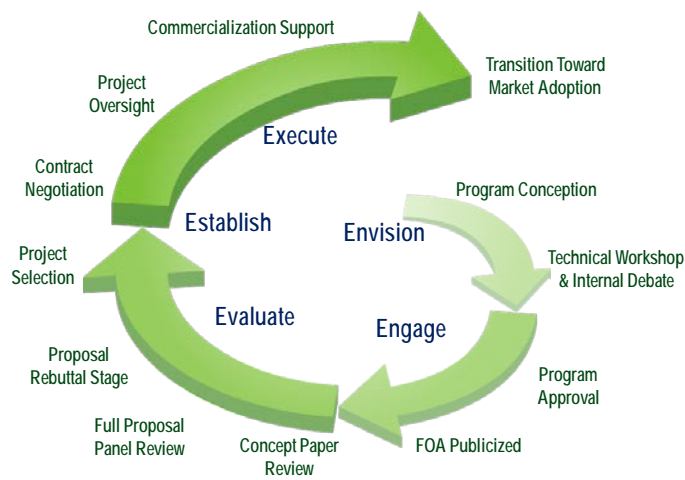 Commercialization Support
Transition Toward
Market Adoption
Project
Oversight
Execute
Contract
Negotiation
Program Conception
Establish
Envision
Project
Selection
Technical Workshop
& Internal Debate
Evaluate
Engage
Proposal
Rebuttal Stage
Program
Approval
Full Proposal
Panel Review
Concept Paper
Review
FOA Publicized